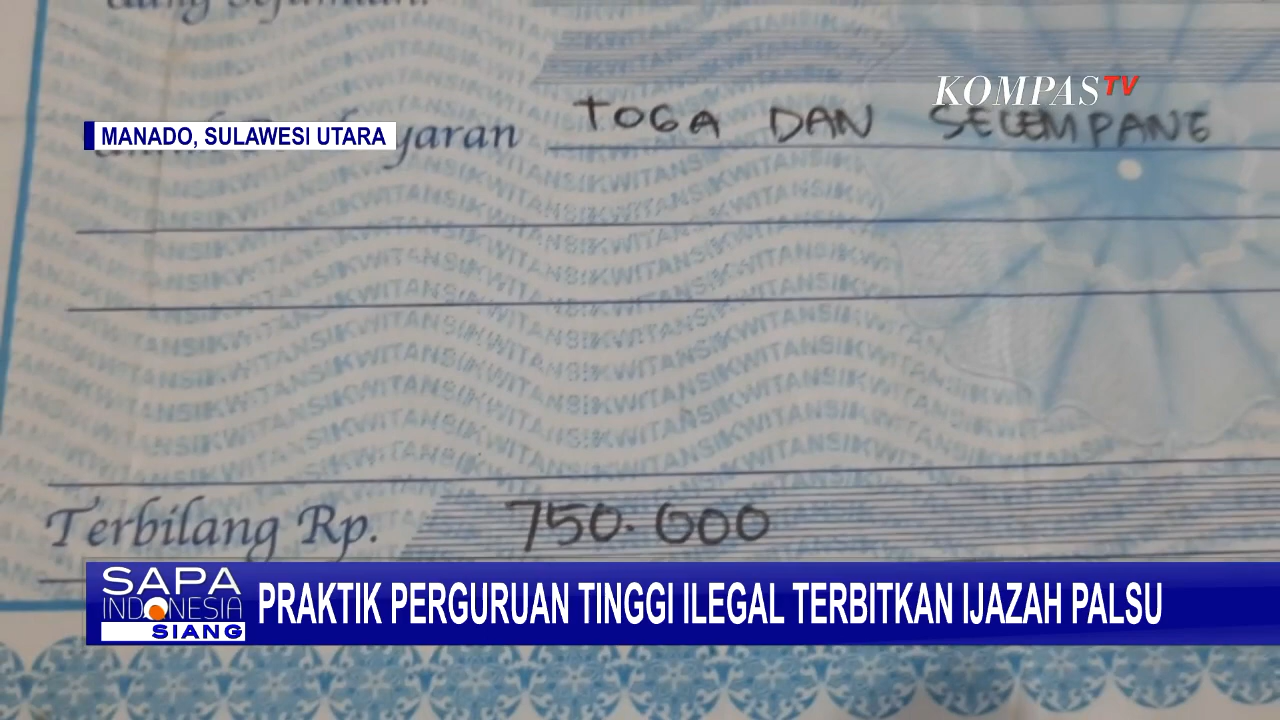 KOMPASTV
MANADO, SULAWESI UTARA
TOGA DAN SELEMPANG
Terbilang Rp. 750.000
SAPA
INDONESIA
SIANG
PRAKTIK PERGURUAN TINGGI ILEGAL TERBITKAN IJAZAH PALSU